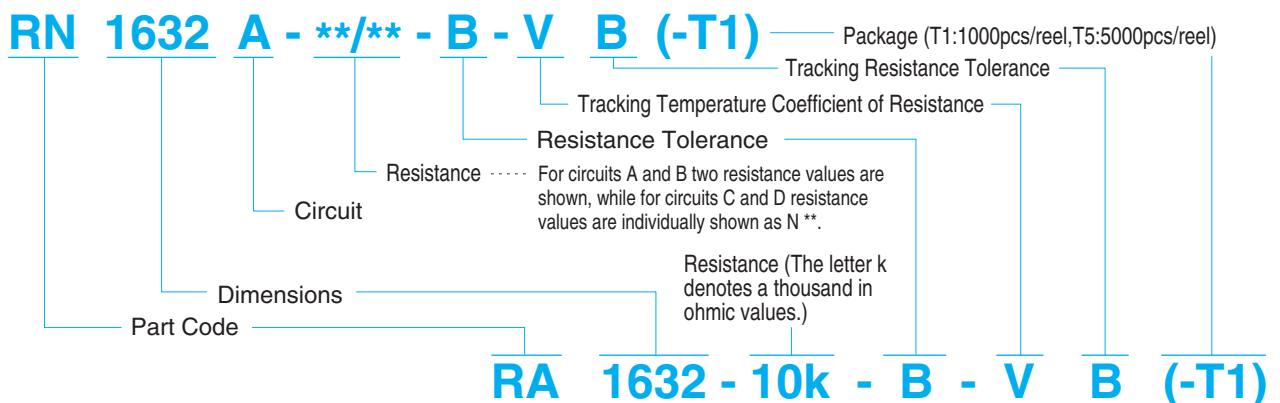 RN 1632 A - **/** - B - V B (-T1)
Package (T1:1000pcs/reel,T5:5000pcs/reel)
Tracking Resistance Tolerance
Tracking Temperature Coefficient of Resistance
Resistance Tolerance
Resistance
For circuits A and B two resistance values are
shown, while for circuits C and D resistance
values are individually shown as N **.
Circuit
Resistance (The letter k
denotes a thousand in
ohmic values.)
Dimensions
Part Code
RA 1632 - 10k - B - V B (-T1)